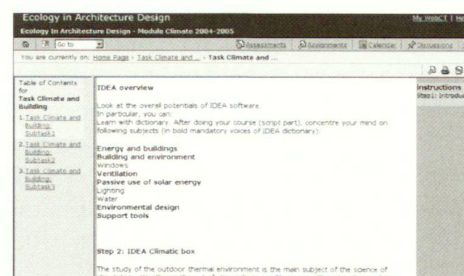 Ecology in Architecture Design
My WebCT
Ecology in Architecture Design - Module Climate 2004-2005
Go to
Assessments
Assignments
Calendar
Discussions
You are currently on: Home Page › Task Climate and ... › Task Climate and ...
Table of Contents
for
Task Climate and
Building
1. Task Climate and
Building:
Subtask1
2. Task Climate and
Building:
Subtask2
3. Task Climate and
Building:
Subtask3
IDEA overview
Look at the overall potentials of IDEA software.
In particular, you can:
Learn with dictionary. After doing your course (script part), concentre your mind on
following subjects (in bold mandatory voices of IDEA dictionary):
Energy and buildings
Building and environment
Windows
Ventilation
Passive use of solar energy
Lighting
Water
Environmental design
Support tools
Step 2: IDEA Climatic box
The study of the outdoor thermal environment is the main subject of the science of
Instructions